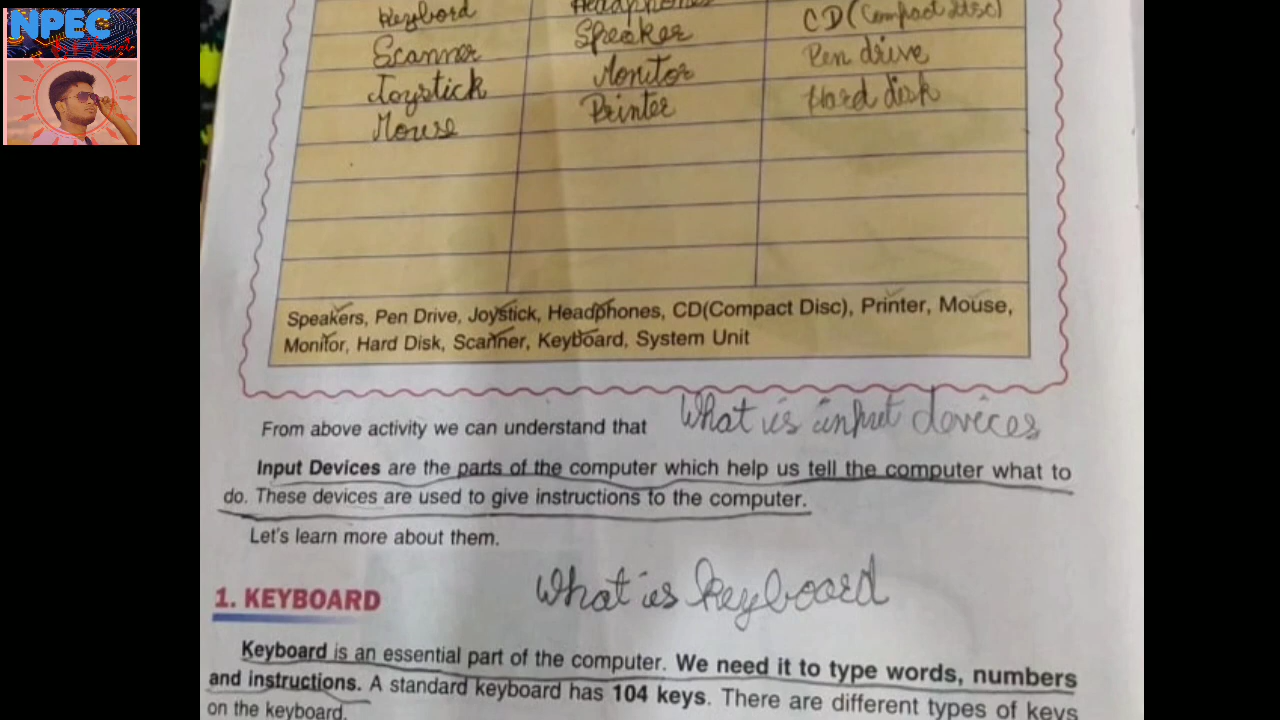 NPEC
Keybord Headphones CD (Compact Disc)
Scanner Speaker Pen drive
Joystick Monitor Hard disk
Mouse Printer
Speakers, Pen Drive, Joystick, Headphones, CD(Compact Disc), Printer, Mouse,
Monitor, Hard Disk, Scanner, Keyboard, System Unit
From above activity we can understand that What is input devices
Input Devices are the parts of the computer which help us tell the computer what to
do. These devices are used to give instructions to the computer.
Let's learn more about them.
1. KEYBOARD What is keyboard
Keyboard is an essential part of the computer. We need it to type words, numbers
and instructions. A standard keyboard has 104 keys. There are different types of keys
on the keyboard.